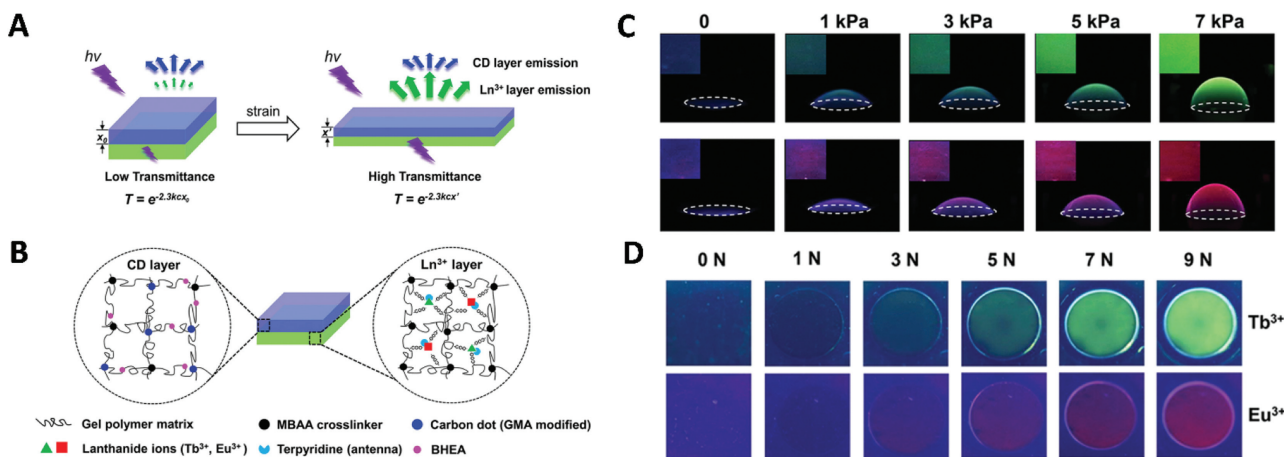 A
hv
hv
CD layer emission
Ln³⁺ layer emission
strain
x₀
x'
Low Transmittance
High Transmittance
T = e^-2.3kcx₀
T = e^-2.3kcx'
B
CD layer
Ln³⁺ layer
Gel polymer matrix
MBAA crosslinker
Carbon dot (GMA modified)
Lanthanide ions (Tb³⁺, Eu³⁺)
Terpyridine (antenna)
BHEA
C
0
1 kPa
3 kPa
5 kPa
7 kPa
D
0 N
1 N
3 N
5 N
7 N
9 N
Tb³⁺
Eu³⁺